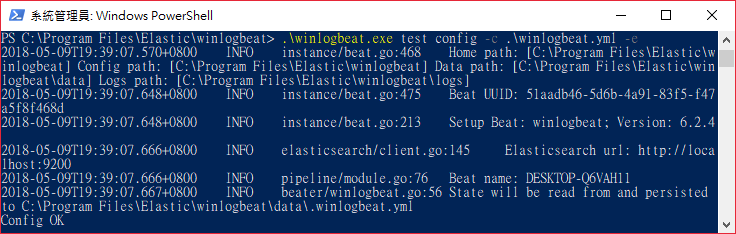 系統管理員: Windows PowerShell
PS C:\Program Files\Elastic\winlogbeat> .\winlogbeat.exe test config -c .\winlogbeat.yml -e
2018-05-09T19:39:07.570+0800 INFO instance/beat.go:468 Home path: [C:\Program Files\Elastic\w
inlogbeat] Config path: [C:\Program Files\Elastic\winlogbeat] Data path: [C:\Program Files\Elastic\win
logbeat\data] Logs path: [C:\Program Files\Elastic\winlogbeat\logs]
2018-05-09T19:39:07.648+0800 INFO instance/beat.go:475 Beat UUID: 51aadb46-5d6b-4a91-83f5-f47
a5f8f468d
2018-05-09T19:39:07.648+0800 INFO instance/beat.go:213 Setup Beat: winlogbeat; Version: 6.2.4
2018-05-09T19:39:07.666+0800 INFO elasticsearch/client.go:145 Elasticsearch url: http://loca
lhost:9200
2018-05-09T19:39:07.666+0800 INFO pipeline/module.go:76 Beat name: DESKTOP-Q6VAH11
2018-05-09T19:39:07.667+0800 INFO beater/winlogbeat.go:56 State will be read from and persisted
to C:\Program Files\Elastic\winlogbeat\data\.winlogbeat.yml
Config OK